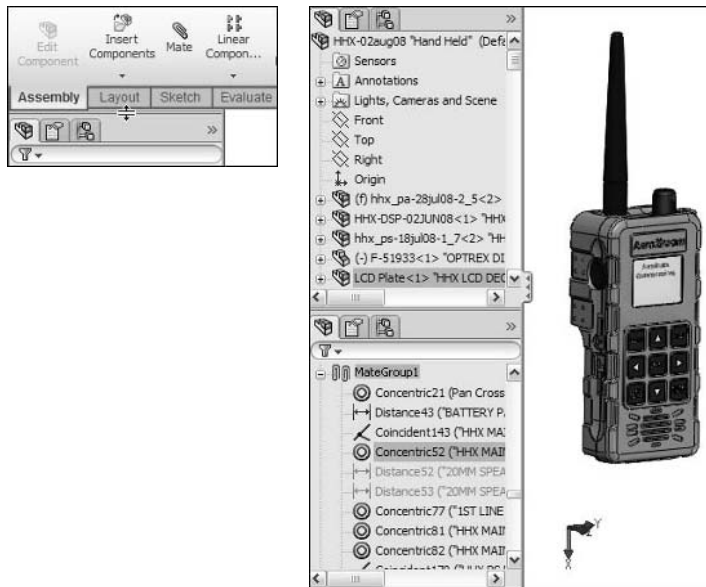 Edit
Component
Insert
Components
Mate
Linear
Compon...
Assembly
Layout
Sketch
Evaluate
HHX-02aug08 "Hand Held" (Defa
Sensors
Annotations
Lights, Cameras and Scene
Front
Top
Right
Origin
(f) hhx_pa-28jul08-2_5<2>
HHX-DSP-02JUN08<1> "HHX
hhx_ps-18jul08-1_7<2> "HH
(-) F-51933<1> "OPTREX DI
LCD Plate<1> "HHX LCD DEC
MateGroup1
Concentric21 (Pan Cross
Distance43 ("BATTERY P
Coincident143 ("HHX MA
Concentric52 ("HHX MAI
Distance52 ("20MM SPEA
Distance53 ("20MM SPEA
Concentric77 ("1ST LINE
Concentric81 ("HHX MAI
Concentric82 ("HHX MAI
Y
X